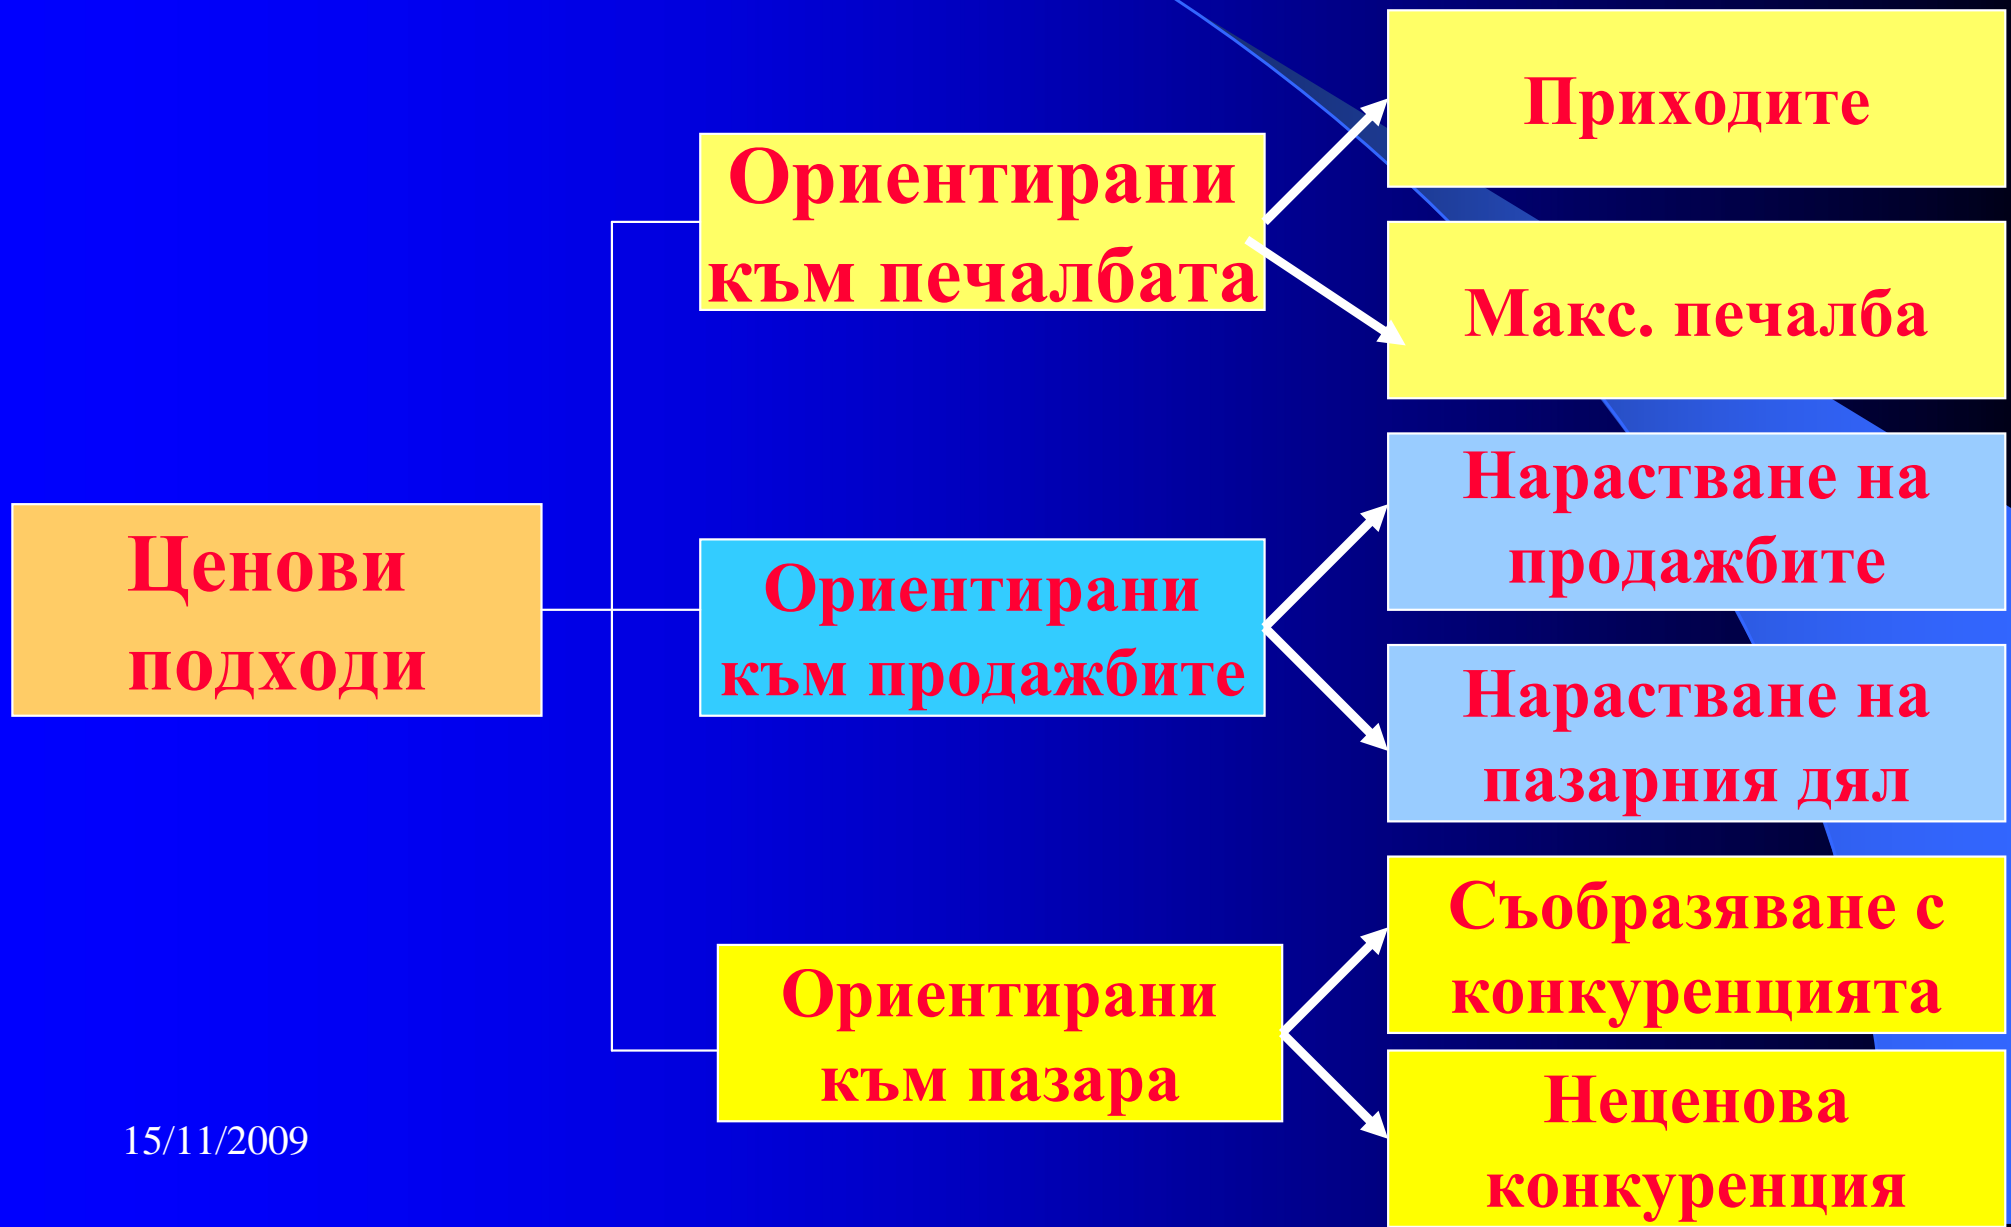 Ценови
подходи
Ориентирани
към печалбата
Приходите
Макс. печалба
Ориентирани
към продажбите
Нарастване на
продажбите
Нарастване на
пазарния дял
Ориентирани
към пазара
Съобразяване с
конкуренцията
Неценова
конкуренция
15/11/2009